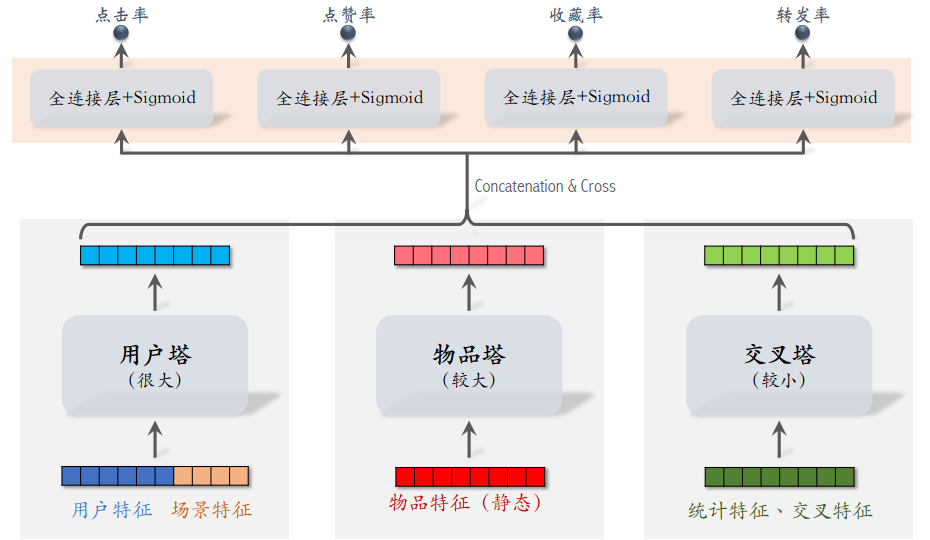 点击率
点赞率
收藏率
转发率
全连接层+Sigmoid
全连接层+Sigmoid
全连接层+Sigmoid
全连接层+Sigmoid
Concatenation & Cross
用户塔
（很大）
物品塔
（较大）
交叉塔
（较小）
用户特征
场景特征
物品特征（静态）
统计特征、交叉特征